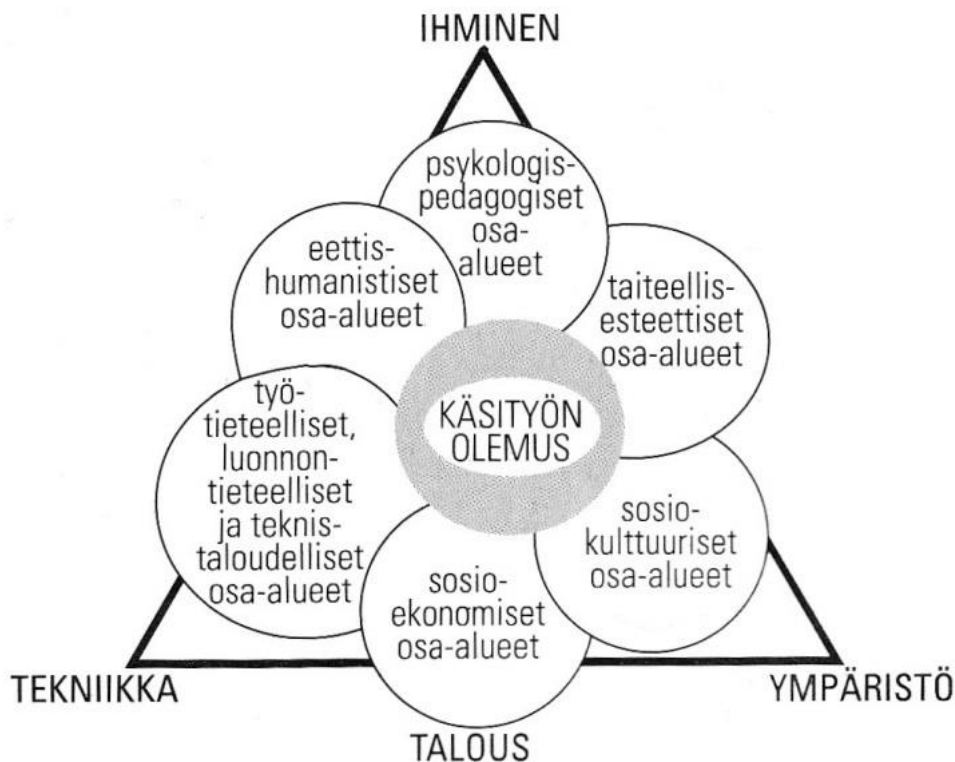 IHMINEN
psykologis-
pedagogiset
osa-
alueet
eettis-
humanistiset
osa-alueet
taiteellis-
esteettiset
osa-alueet
KÄSITYÖN
OLEMUS
työ-
tieteelliset,
luonnon-
tieteelliset
ja teknis-
taloudelliset
osa-alueet
sosio-
kulttuuriset
osa-alueet
sosio-
ekonomiset
osa-alueet
TEKNIIKKA
YMPÄRISTÖ
TALOUS